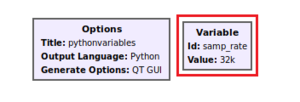 Options
Title: pythonvariables
Output Language: Python
Generate Options: QT GUI
Variable
Id: samp_rate
Value: 32k